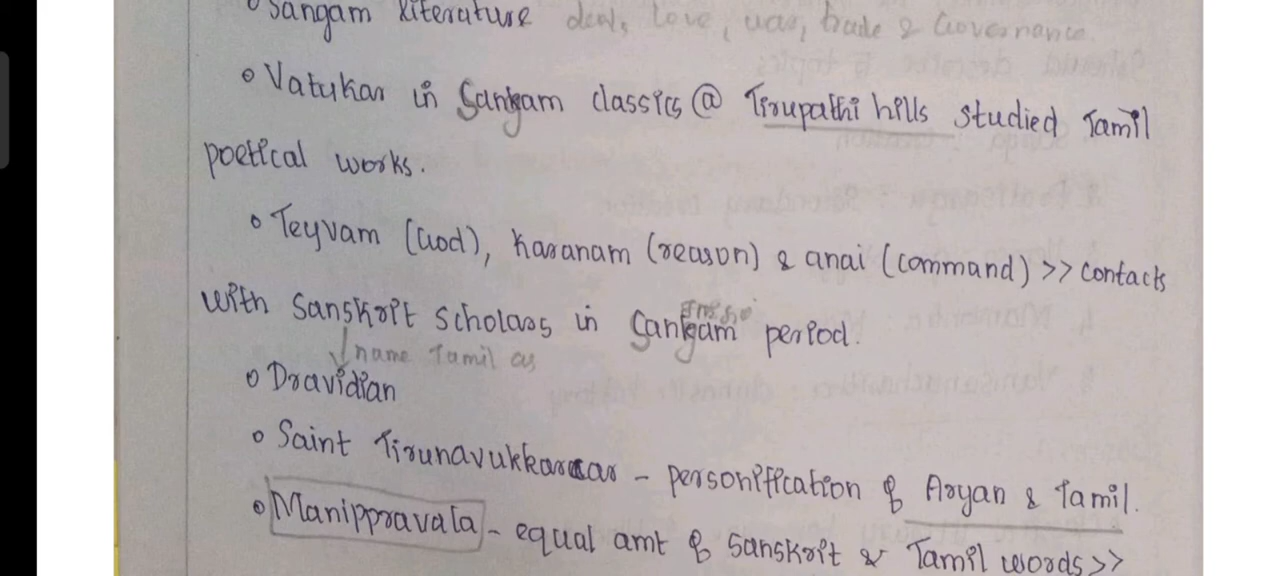 o Sangam Literature deals, Love, war, trade & Governance.
o Vatukar in Sangam classics @ Tirupathi hills studied Tamil
poetical works.
o Teyvam (God), Karanam (reason) & anai (command) >> contacts
with Sanskrit scholars in Sangam period.
name Tamil as
o Dravidian
o Saint Tirunavukkarasar - personification of Aryan & Tamil.
o Manippravala - equal amt of Sanskrit & Tamil words >>